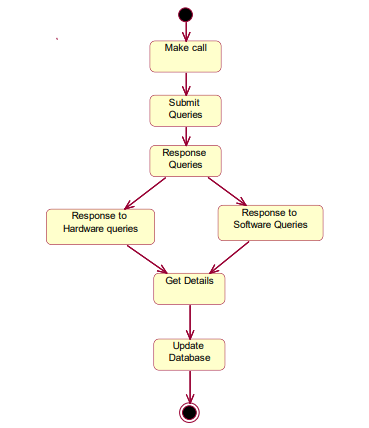 Make call
Submit
Queries
Response
Queries
Response to
Hardware queries
Response to
Software Queries
Get Details
Update
Database